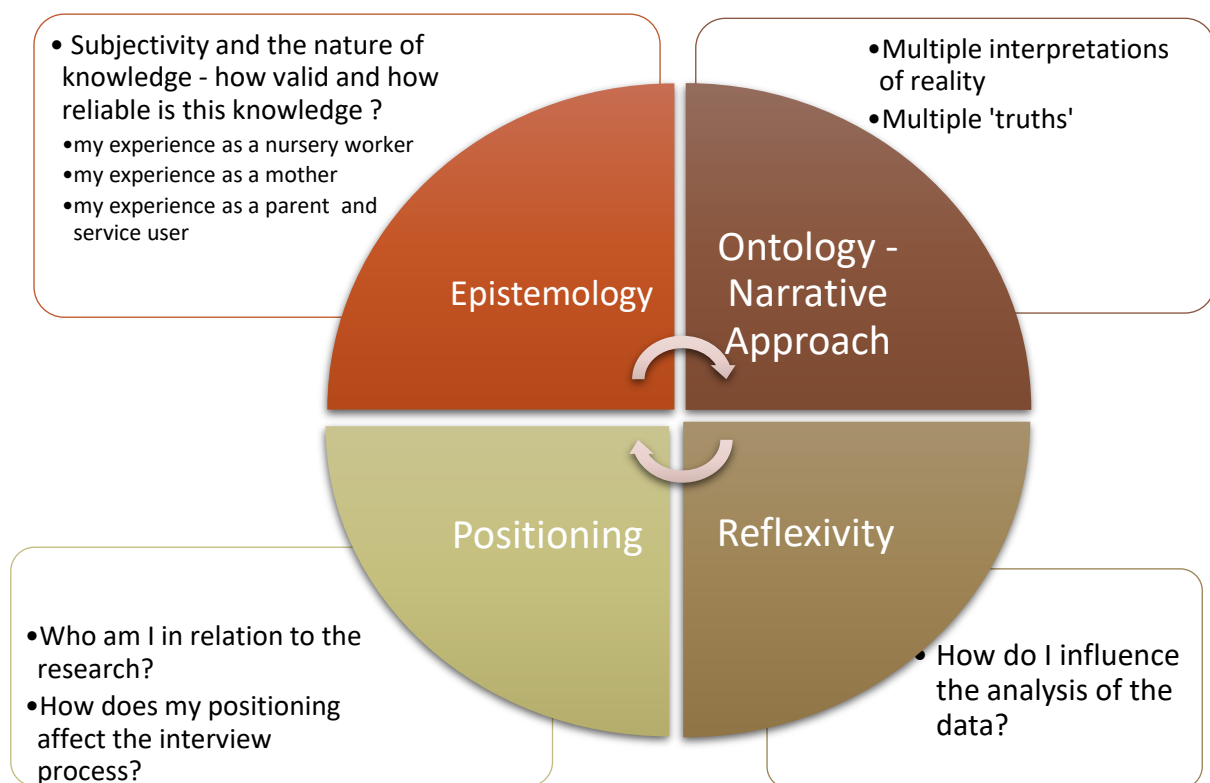 • Subjectivity and the nature of
knowledge - how valid and how
reliable is this knowledge ?
•my experience as a nursery worker
•my experience as a mother
•my experience as a parent and
service user
•Multiple interpretations
of reality
•Multiple 'truths'
Epistemology
Ontology -
Narrative
Approach
Positioning
Reflexivity
•Who am I in relation to the
research?
•How does my positioning
affect the interview
process?
• How do I influence
the analysis of the
data?